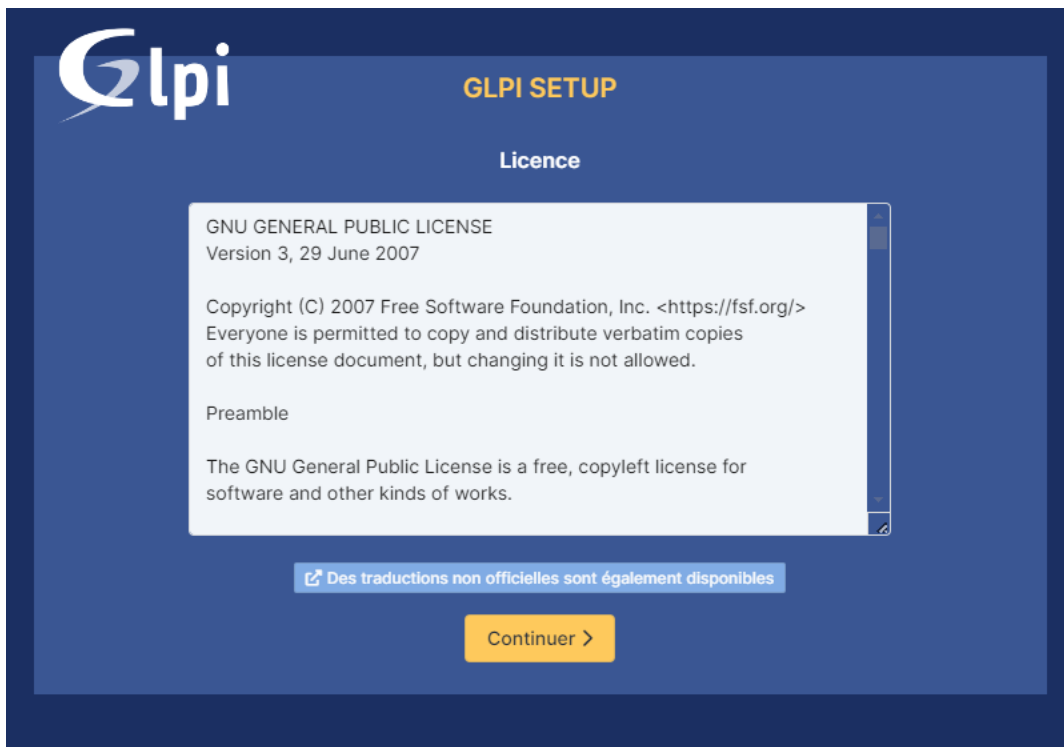 Glpi
GLPI SETUP
Licence
GNU GENERAL PUBLIC LICENSE
Version 3, 29 June 2007
Copyright (C) 2007 Free Software Foundation, Inc. <https://fsf.org/>
Everyone is permitted to copy and distribute verbatim copies
of this license document, but changing it is not allowed.
Preamble
The GNU General Public License is a free, copyleft license for
software and other kinds of works.
Des traductions non officielles sont également disponibles
Continuer